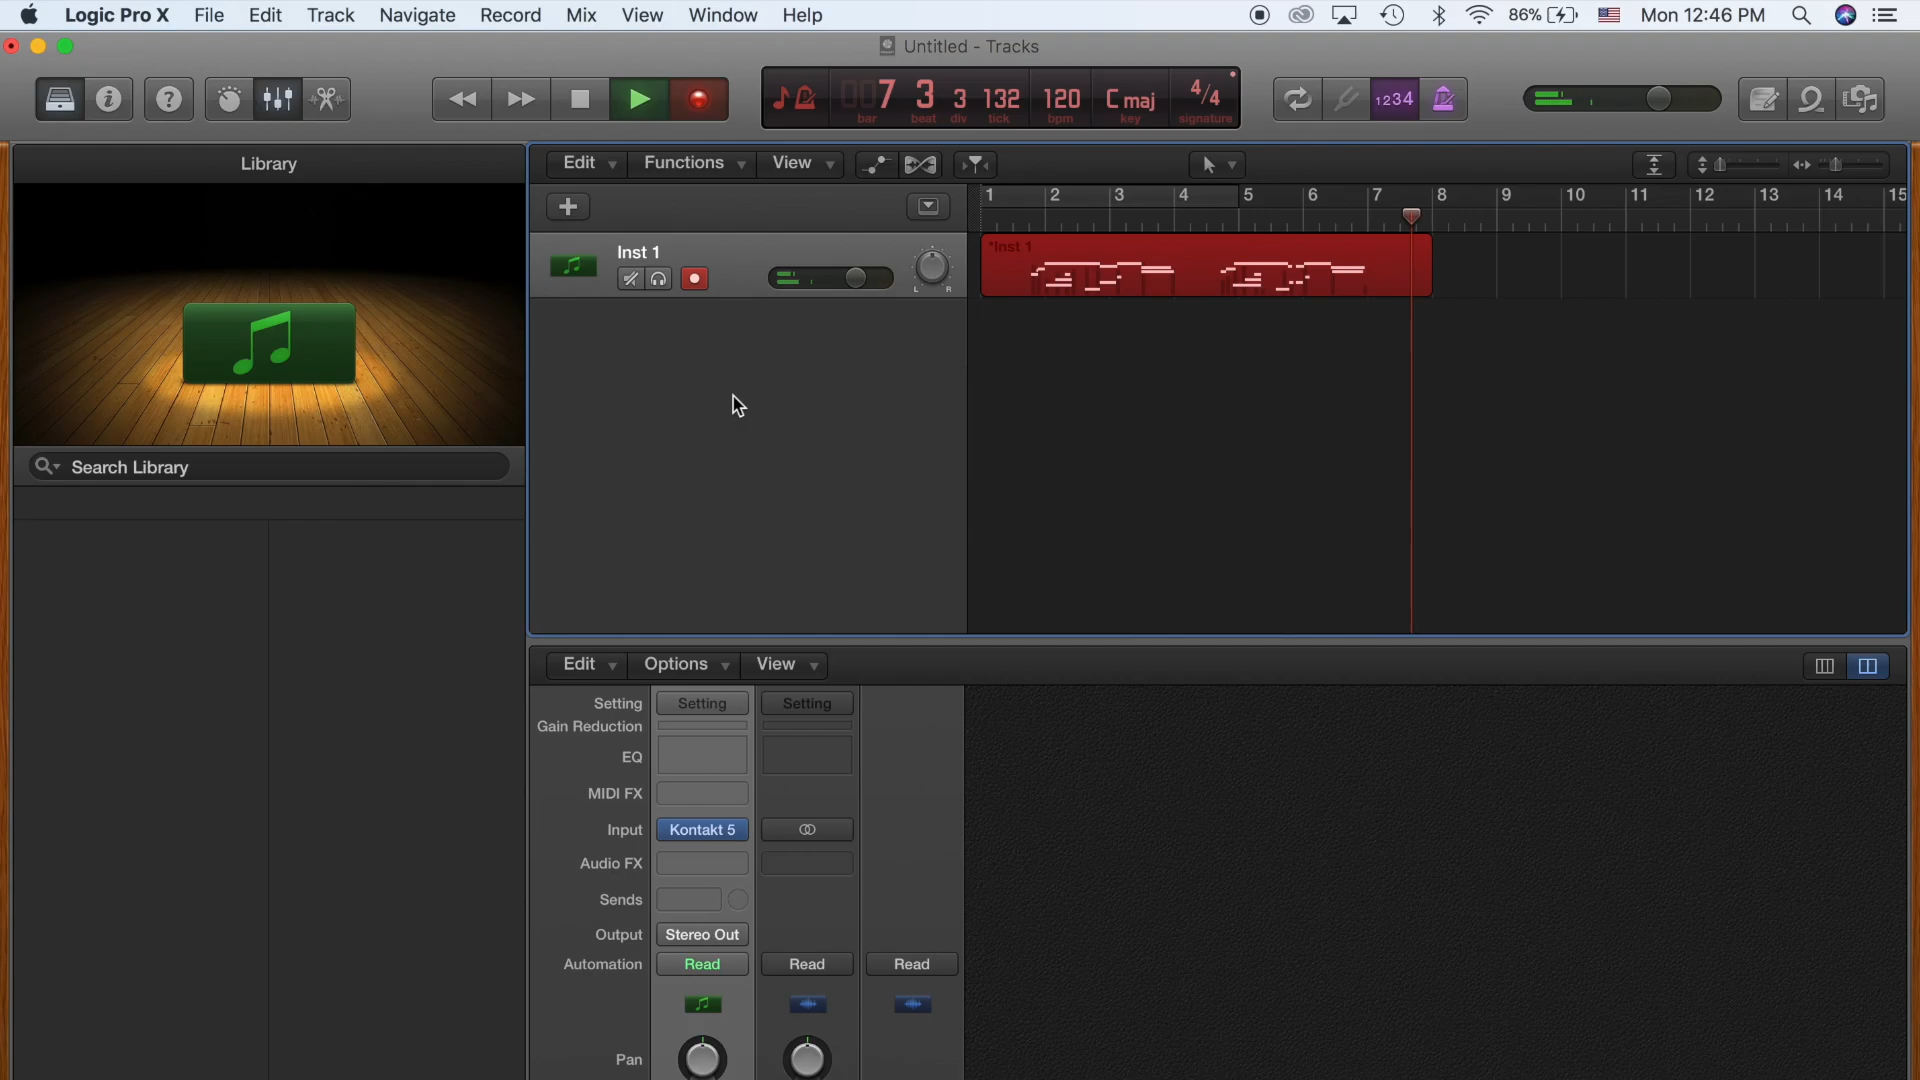 Logic Pro X File Edit Track Navigate Record Mix View Window Help 86% Mon 12:46 PM
Untitled - Tracks
007 3 3 132 120 C maj 4/4 1234
bar beat div tick bpm key signature
Library
Edit Functions View
1 2 3 4 5 6 7 8 9 10 11 12 13 14 15
Inst 1
*Inst 1
L R
Search Library
Edit Options View
Setting Setting Setting
Gain Reduction
EQ
MIDI FX
Input Kontakt 5
Audio FX
Sends
Output Stereo Out
Automation Read Read Read
Pan